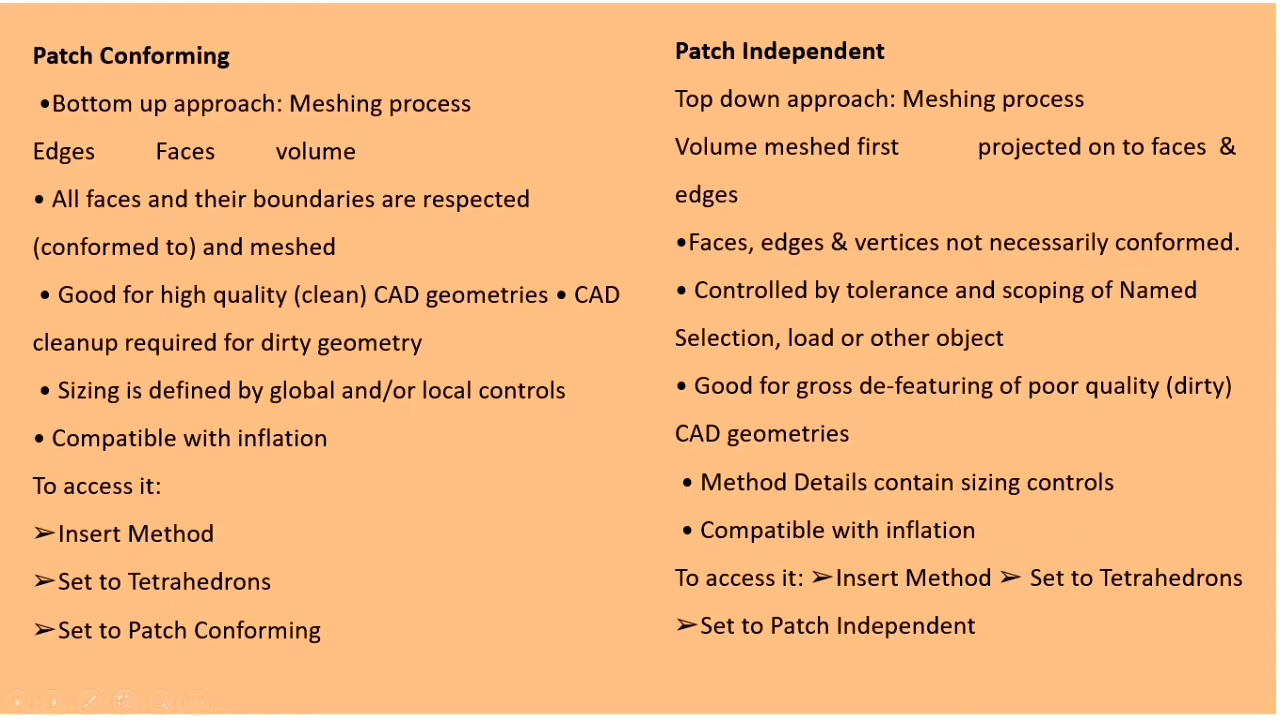 Patch Conforming
•Bottom up approach: Meshing process
Edges Faces volume
• All faces and their boundaries are respected
(conformed to) and meshed
• Good for high quality (clean) CAD geometries • CAD
cleanup required for dirty geometry
• Sizing is defined by global and/or local controls
• Compatible with inflation
To access it:
➢Insert Method
➢Set to Tetrahedrons
➢Set to Patch Conforming
Patch Independent
Top down approach: Meshing process
Volume meshed first projected on to faces &
edges
•Faces, edges & vertices not necessarily conformed.
• Controlled by tolerance and scoping of Named
Selection, load or other object
• Good for gross de-featuring of poor quality (dirty)
CAD geometries
• Method Details contain sizing controls
• Compatible with inflation
To access it: ➢Insert Method ➢ Set to Tetrahedrons
➢Set to Patch Independent